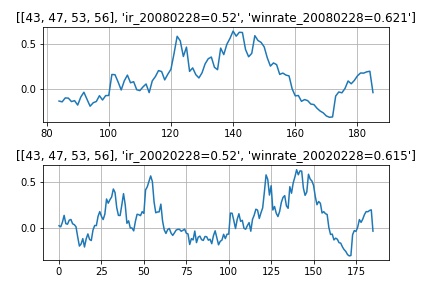 [[43, 47, 53, 56], 'ir_20080228=0.52', 'winrate_20080228=0.621']
0.5
0.0
80 100 120 140 160 180
[[43, 47, 53, 56], 'ir_20020228=0.52', 'winrate_20020228=0.615']
0.5
0.0
0 25 50 75 100 125 150 175